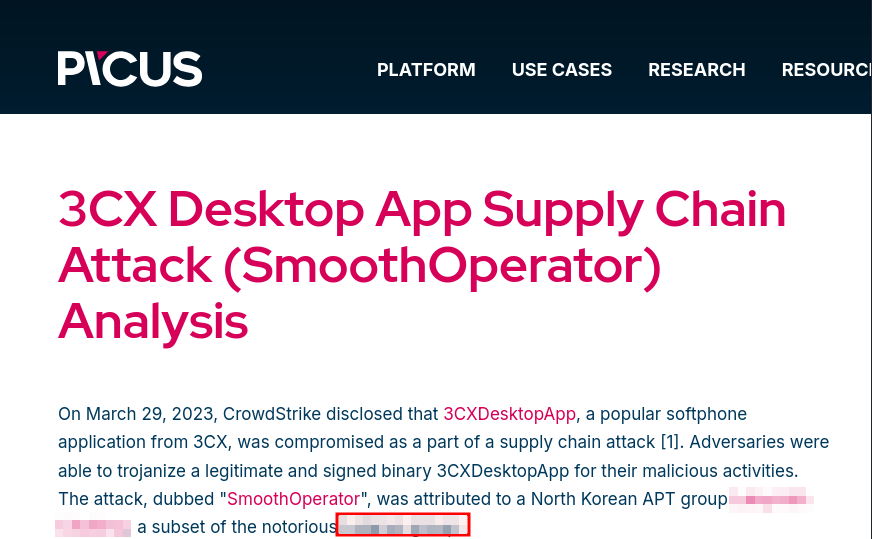 PICUS
PLATFORM USE CASES RESEARCH RESOURC
3CX Desktop App Supply Chain
Attack (SmoothOperator)
Analysis
On March 29, 2023, CrowdStrike disclosed that 3CXDesktopApp, a popular softphone
application from 3CX, was compromised as a part of a supply chain attack [1]. Adversaries were
able to trojanize a legitimate and signed binary 3CXDesktopApp for their malicious activities.
The attack, dubbed "SmoothOperator", was attributed to a North Korean APT group
a subset of the notorious